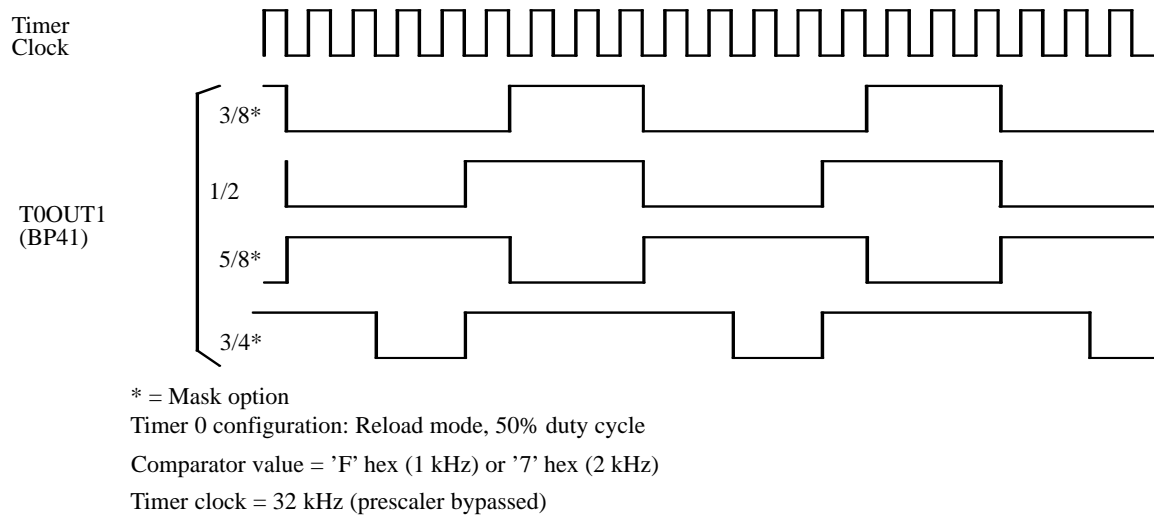 Timer
Clock
3/8*
1/2
T0OUT1
(BP41)
5/8*
3/4*
* = Mask option
Timer 0 configuration: Reload mode, 50% duty cycle
Comparator value = ’F’ hex (1 kHz) or ’7’ hex (2 kHz)
Timer clock = 32 kHz (prescaler bypassed)